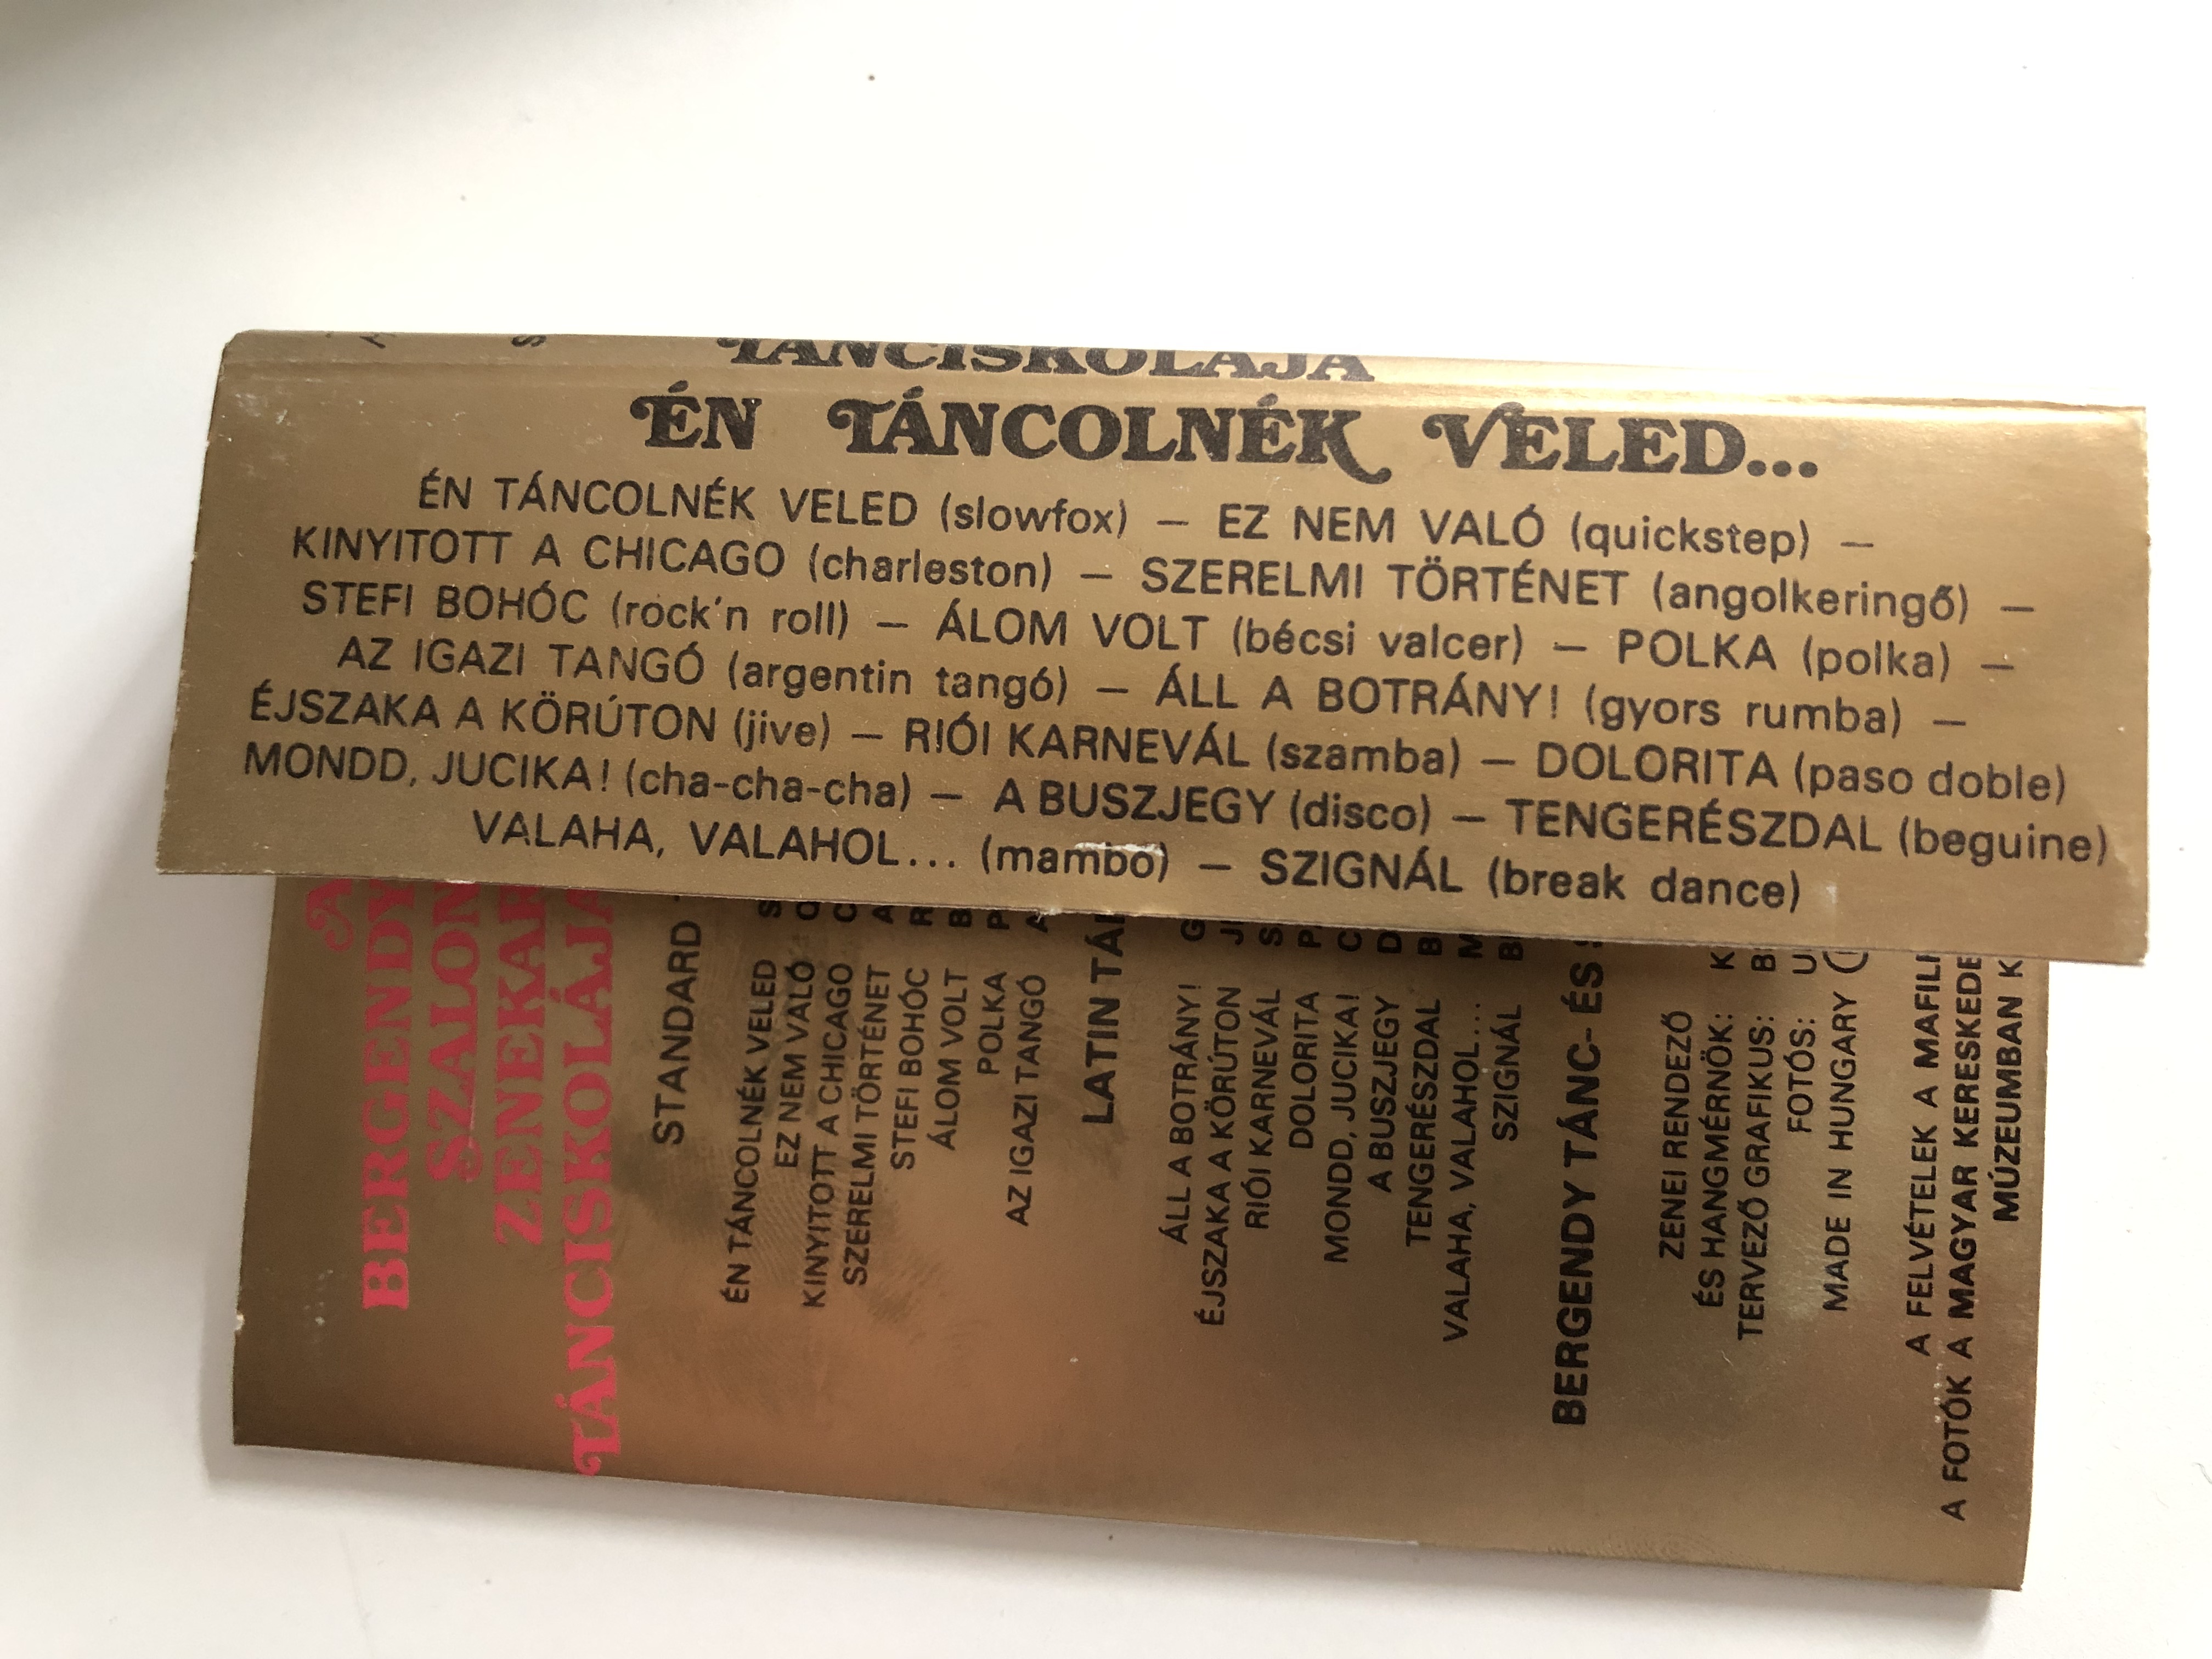 TÁNCISKOLÁJA
ÉN TÁNCOLNÉK VELED...
ÉN TÁNCOLNÉK VELED (slowfox) – EZ NEM VALÓ (quickstep) –
KINYITOTT A CHICAGO (charleston) – SZERELMI TÖRTÉNET (angolkeringő) –
STEFI BOHÓC (rock'n roll) – ÁLOM VOLT (bécsi valcer) – POLKA (polka) –
AZ IGAZI TANGÓ (argentin tangó) – ÁLL A BOTRÁNY! (gyors rumba) –
ÉJSZAKA A KÖRÚTON (jive) – RIÓI KARNEVÁL (szamba) – DOLORITA (paso doble)
MONDD, JUCIKA! (cha-cha-cha) – A BUSZJEGY (disco) – TENGERÉSZDAL (beguine)
VALAHA, VALAHOL... (mambo) – SZIGNÁL (break dance)
A
BERGENDY
SZALON
ZENEKAR
TÁNCISKOLÁJA
STANDARD
ÉN TÁNCOLNÉK VELED S
EZ NEM VALÓ Q
KINYITOTT A CHICAGO C
SZERELMI TÖRTÉNET A
STEFI BOHÓC R
ÁLOM VOLT B
POLKA P
AZ IGAZI TANGÓ A
LATIN TÁ
ÁLL A BOTRÁNY! G
ÉJSZAKA A KÖRÚTON J
RIÓI KARNEVÁL S
DOLORITA P
MONDD, JUCIKA! C
A BUSZJEGY D
TENGERÉSZDAL B
VALAHA, VALAHOL... M
SZIGNÁL B
BERGENDY TÁNC- ÉS
ZENEI RENDEZŐ
ÉS HANGMÉRNÖK: K
TERVEZŐ GRAFIKUS: B
FOTÓS: U
MADE IN HUNGARY
A FELVÉTELEK A MAFIL
A FOTÓK A MAGYAR KERESKEDE
MÚZEUMBAN K